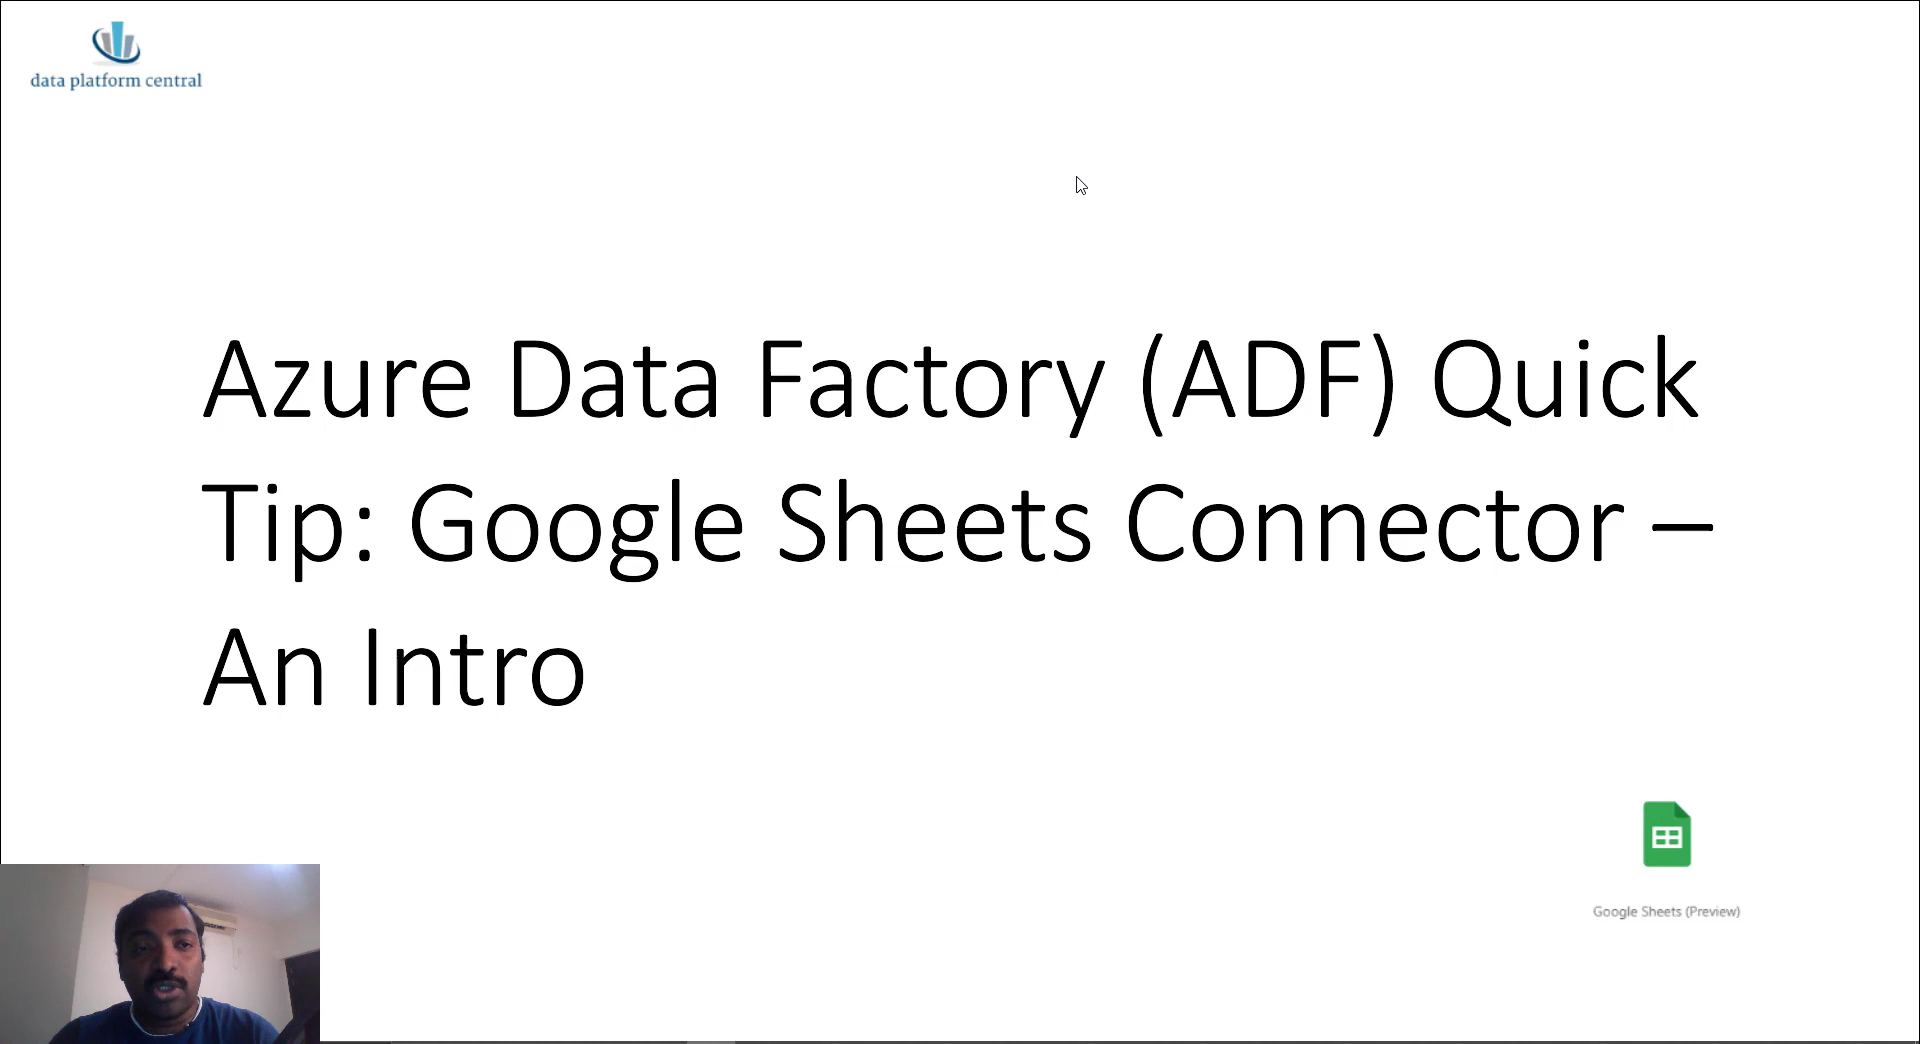 data platform central
Azure Data Factory (ADF) Quick
Tip: Google Sheets Connector –
An Intro
Google Sheets (Preview)